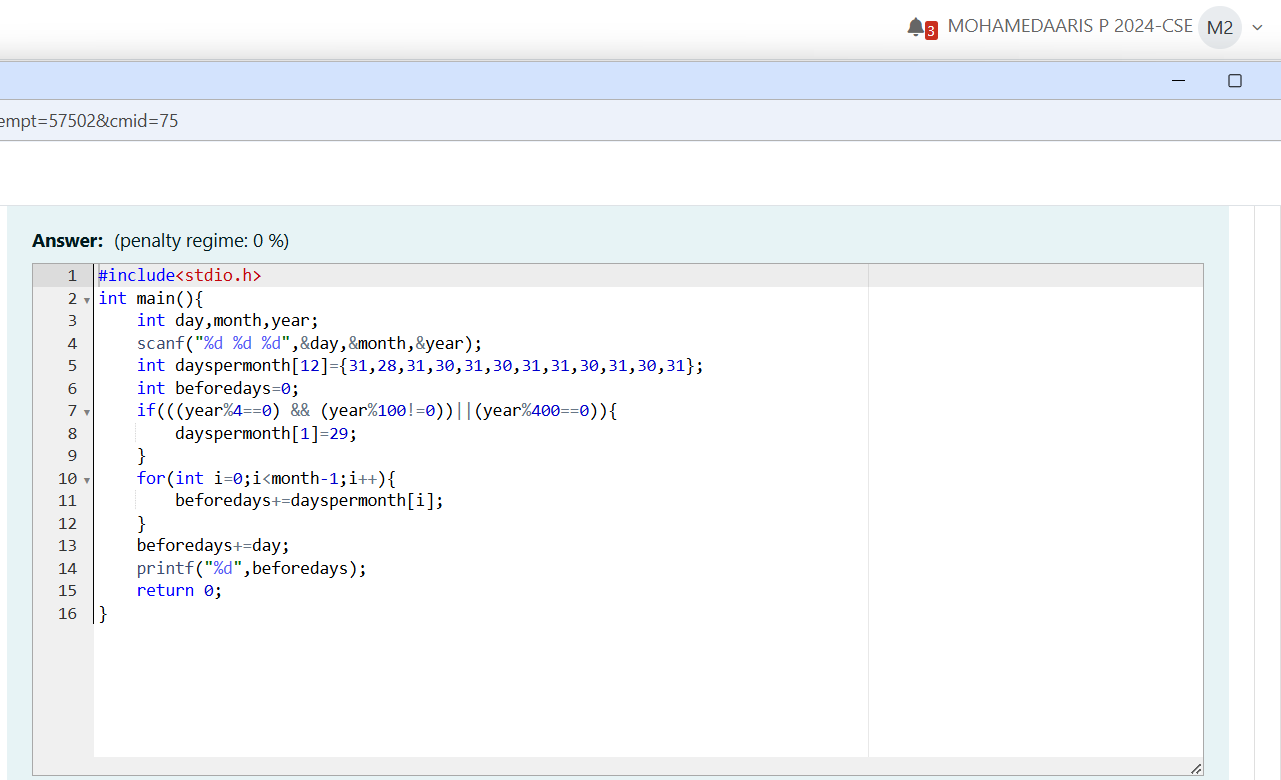 3 MOHAMEDAARIS P 2024-CSE M2
empt=57502&cmid=75
Answer: (penalty regime: 0 %)
1 #include<stdio.h>
2 int main(){
3     int day,month,year;
4     scanf("%d %d %d",&day,&month,&year);
5     int dayspermonth[12]={31,28,31,30,31,30,31,31,30,31,30,31};
6     int beforedays=0;
7     if(((year%4==0) && (year%100!=0))||(year%400==0)){
8         dayspermonth[1]=29;
9     }
10     for(int i=0;i<month-1;i++){
11         beforedays+=dayspermonth[i];
12     }
13     beforedays+=day;
14     printf("%d",beforedays);
15     return 0;
16 }